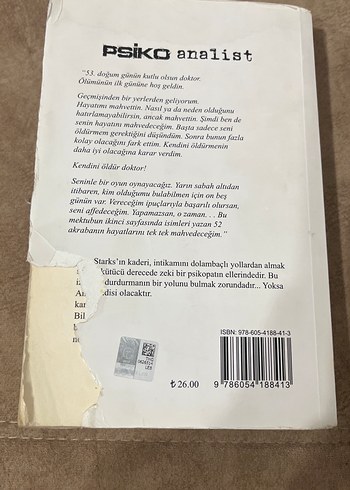 PSİKO analist
"53. doğum günün kutlu olsun doktor.
Ölümünün ilk gününe hoş geldin.
Geçmişinden bir yerlerden geliyorum.
Hayatımı mahvettin. Nasıl ya da neden olduğunu
hatırlamayabilirsin, ancak mahvettin. Şimdi ben de
senin hayatını mahvedeceğim. Başta sadece seni
öldürmem gerektiğini düşündüm. Sonra bunun fazla
kolay olacağını fark ettim. Kendini öldürmenin
daha iyi olacağına karar verdim.
Kendini öldür doktor!
Seninle bir oyun oynayacağız. Yarın sabah altıdan
itibaren, kim olduğumu bulabilmen için on beş
günün var. Vereceğim ipuçlarıyla başarılı olursan,
seni affedeceğim. Yapamazsan, o zaman. . . Bu
mektubun ikinci sayfasında isimleri yazan 52
akrabanın hayatlarını tek tek mahvedeceğim."
Starks'ın kaderi, intikamını dolambaçlı yollardan almak
kütücü derecede zeki bir psikopatın ellerindedir. Bu
durdurmanın bir yolunu bulmak zorundadır... Yoksa
disi olacaktır.
Bil
ISBN: 978-605-4188-41-3
₺ 26.00
9 786054 188413